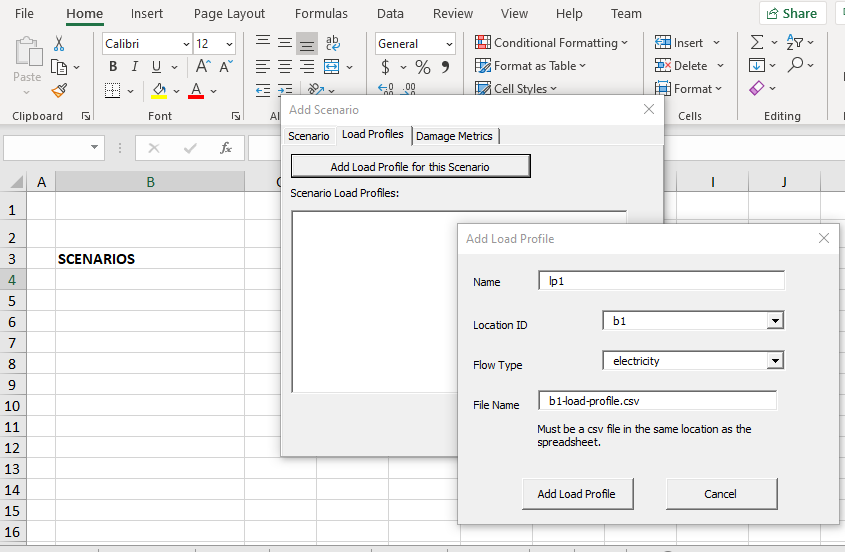 File Home Insert Page Layout Formulas Data Review View Help Team Share
Calibri 12 ab General Conditional Formatting Insert
Paste B I U A A $ % Format as Table Delete
A Cell Styles Format
Clipboard Font Cells Editing
fx
A B I J
1
2
3 SCENARIOS
4
5
6
7
8
9
10
11
12
13
14
15
16
Add Scenario
Scenario Load Profiles Damage Metrics
Add Load Profile for this Scenario
Scenario Load Profiles:
Add Load Profile
Name lp1
Location ID b1
Flow Type electricity
File Name b1-load-profile.csv
Must be a csv file in the same location as the
spreadsheet.
Add Load Profile Cancel